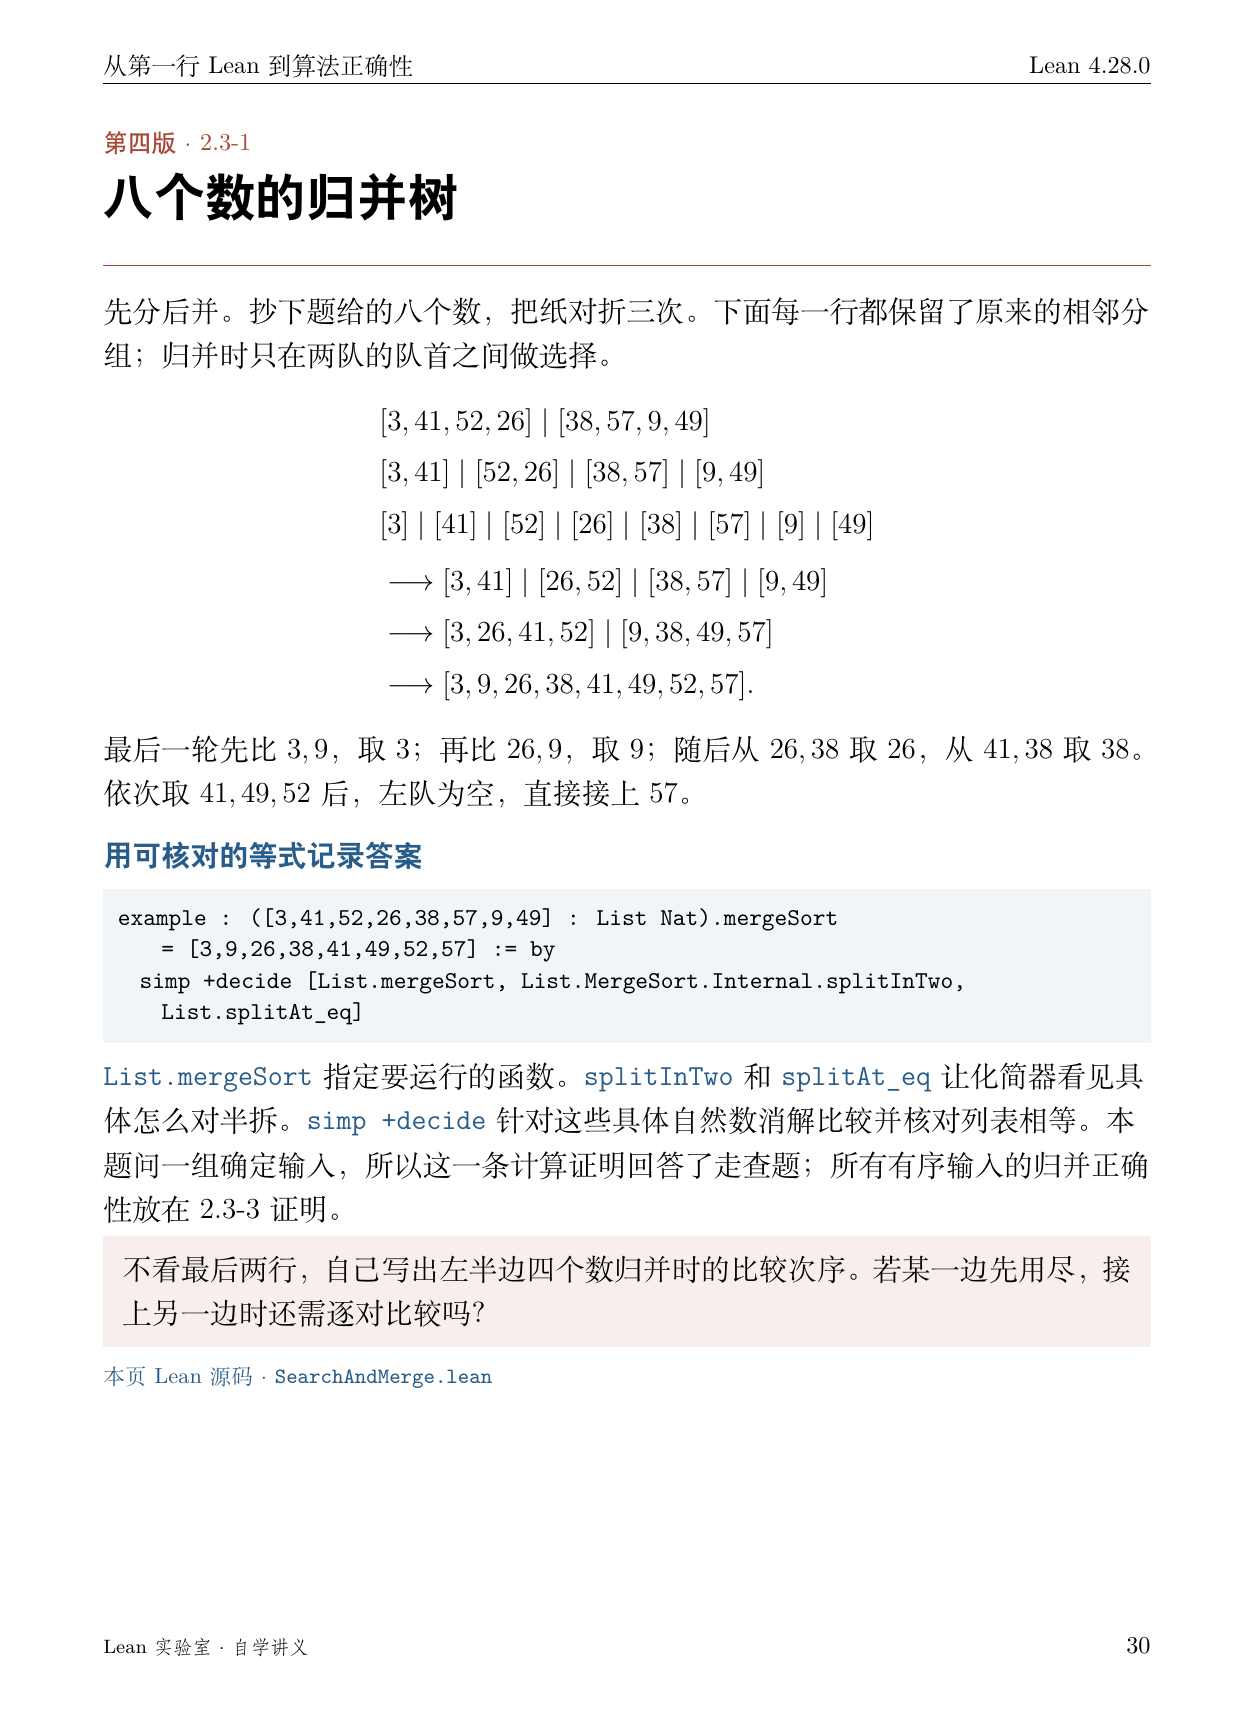 从第一行 Lean 到算法正确性
Lean 4.28.0
第四版 · 2.3-1
八个数的归并树
先分后并。抄下题给的八个数，把纸对折三次。下面每一行都保留了原来的相邻分
组；归并时只在两队的队首之间做选择。
[3, 41, 52, 26] | [38, 57, 9, 49]
[3, 41] | [52, 26] | [38, 57] | [9, 49]
[3] | [41] | [52] | [26] | [38] | [57] | [9] | [49]
⟶ [3, 41] | [26, 52] | [38, 57] | [9, 49]
⟶ [3, 26, 41, 52] | [9, 38, 49, 57]
⟶ [3, 9, 26, 38, 41, 49, 52, 57].
最后一轮先比 3, 9，取 3；再比 26, 9，取 9；随后从 26, 38 取 26，从 41, 38 取 38。
依次取 41, 49, 52 后，左队为空，直接接上 57。
用可核对的等式记录答案
example : ([3,41,52,26,38,57,9,49] : List Nat).mergeSort
= [3,9,26,38,41,49,52,57] := by
simp +decide [List.mergeSort, List.MergeSort.Internal.splitInTwo,
List.splitAt_eq]
List.mergeSort 指定要运行的函数。splitInTwo 和 splitAt_eq 让化简器看见具
体怎么对半拆。simp +decide 针对这些具体自然数消解比较并核对列表相等。本
题问一组确定输入，所以这一条计算证明回答了走查题；所有有序输入的归并正确
性放在 2.3-3 证明。
不看最后两行，自己写出左半边四个数归并时的比较次序。若某一边先用尽，接
上另一边时还需逐对比较吗？
本页 Lean 源码 · SearchAndMerge.lean
Lean 实验室 · 自学讲义
30